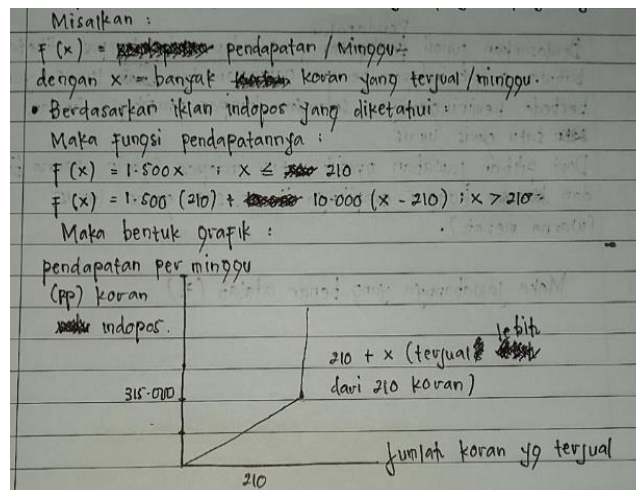 Misalkan :
F (x) = pendapatan / Minggu
dengan x = banyak koran yang terjual / minggu.
• Berdasarkan iklan indopos yang diketahui :
Maka fungsi pendapatannya :
F (x) = 1.500x ; x ≤ 210
F (x) = 1.500 (210) + 10.000 (x - 210) ; x > 210
Maka bentuk grafik :
pendapatan per minggu
(PP) koran
indopos.
210 + x (terjual lebih
dari 210 koran)
315.000
Jumlah koran yg terjual
210